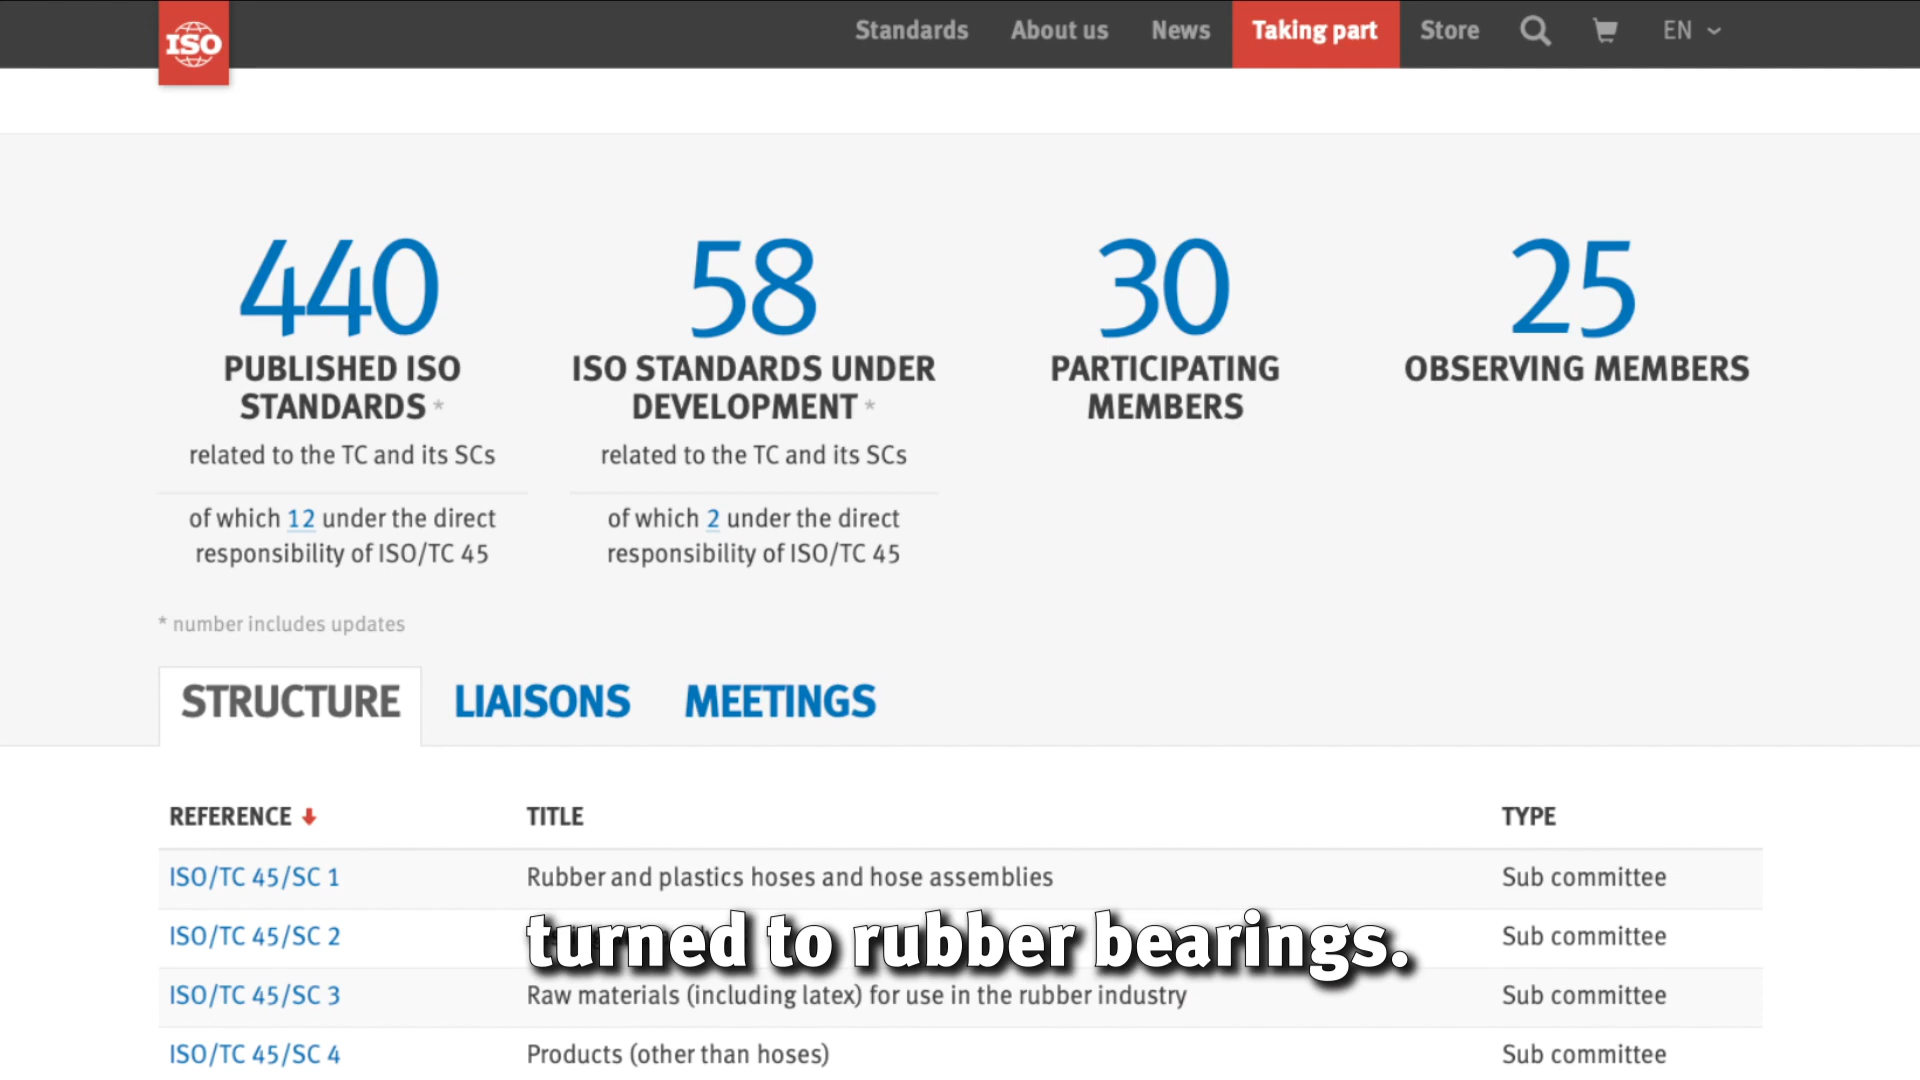 ISO
Standards About us News Taking part Store EN
440 58 30 25
PUBLISHED ISO STANDARDS *
ISO STANDARDS UNDER DEVELOPMENT *
PARTICIPATING MEMBERS
OBSERVING MEMBERS
related to the TC and its SCs
related to the TC and its SCs
of which 12 under the direct responsibility of ISO/TC 45
of which 2 under the direct responsibility of ISO/TC 45
* number includes updates
STRUCTURE LIAISONS MEETINGS
REFERENCE TITLE TYPE
ISO/TC 45/SC 1 Rubber and plastics hoses and hose assemblies Sub committee
ISO/TC 45/SC 2 Sub committee
turned to rubber bearings.
ISO/TC 45/SC 3 Raw materials (including latex) for use in the rubber industry Sub committee
ISO/TC 45/SC 4 Products (other than hoses) Sub committee